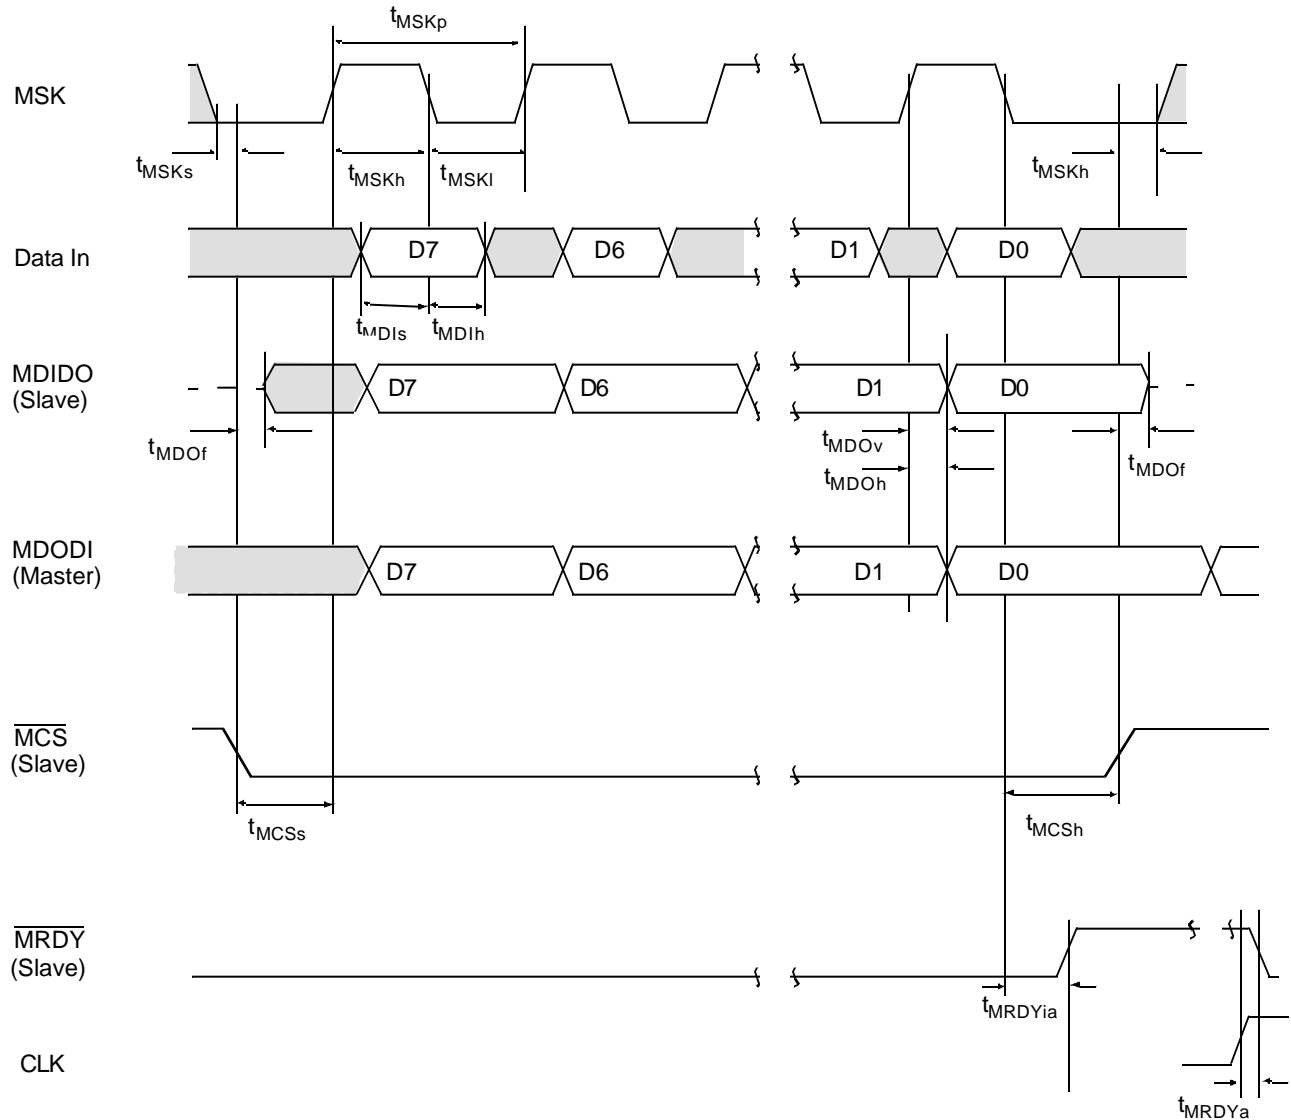 tMSKp
MSK
tMSKs
tMSKh
tMSKl
tMSKh
Data In
D7
D6
D1
D0
tMDIs
tMDIh
MDIDO
(Slave)
D7
D6
D1
D0
tMDOf
tMDOv
tMDOf
tMDOh
MDODI
(Master)
D7
D6
D1
D0
MCS
(Slave)
tMCSs
tMCSh
MRDY
(Slave)
tMRDYia
CLK
tMRDYa